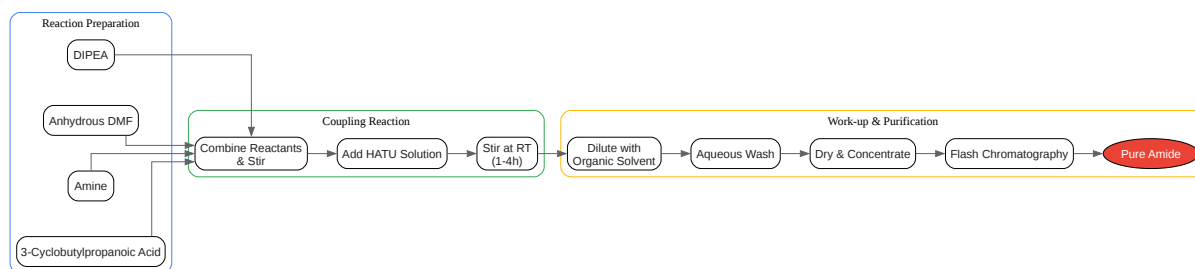 Reaction Preparation
DIPEA
Anhydrous DMF
Amine
3-Cyclobutylpropanoic Acid
Coupling Reaction
Combine Reactants
& Stir
Add HATU Solution
Stir at RT
(1-4h)
Work-up & Purification
Dilute with
Organic Solvent
Aqueous Wash
Dry & Concentrate
Flash Chromatography
Pure Amide